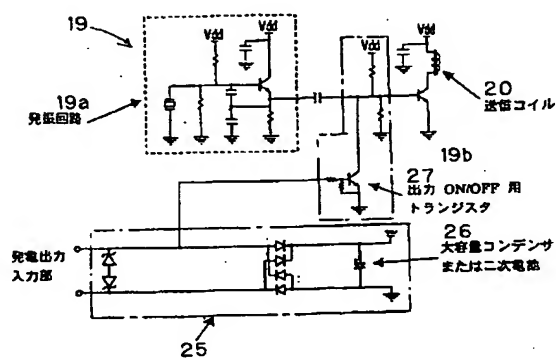 19
19a
発振回路
Vdd
Vdd
Vdd
Vdd
20
送信コイル
19b
27
出力 ON/OFF 用
トランジスタ
26
大容量コンデンサ
または二次電池
発電出力
入力部
25